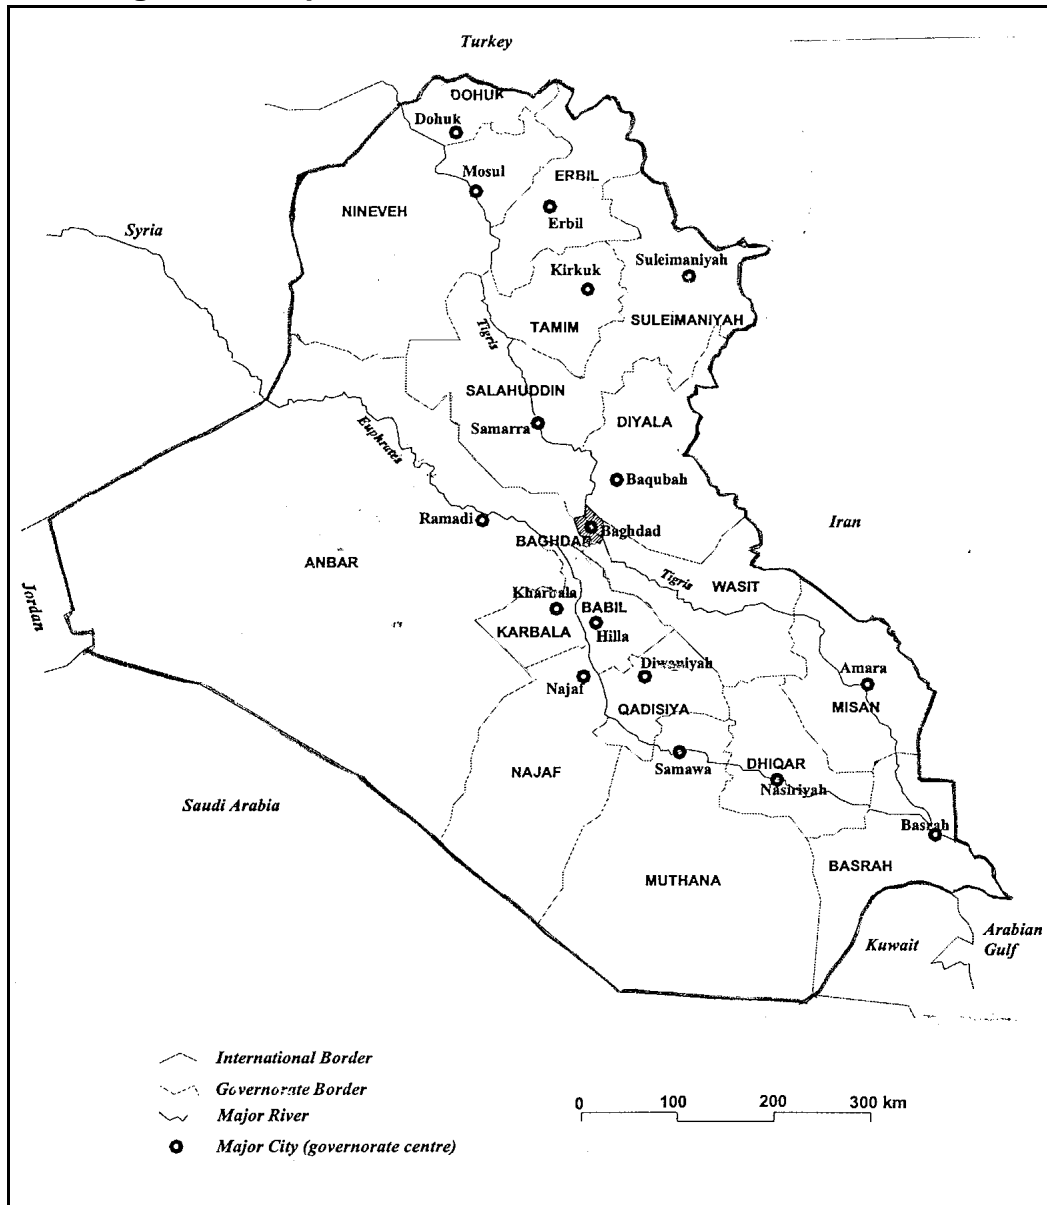 Turkey
DOHUK
Dohuk
Mosul
ERBIL
NINEVEH
Erbil
Syria
Kirkuk
Suleimaniyah
TAMIM
SULEIMANIYAH
Tigris
SALAHUDDIN
Samarra
DIYALA
Euphrates
Baqubah
Ramadi
Iran
Baghdad
BAGHDAD
ANBAR
Tigris
WASIT
Jordan
Kharbala
BABIL
KARBALA
Hilla
Diwaniyah
Amara
Najaf
QADISIYA
MISAN
Samawa
DHIQAR
NAJAF
Nasiriyah
Saudi Arabia
Basrah
BASRAH
MUTHANA
Kuwait
Arabian
Gulf
International Border
Governorate Border
Major River
Major City (governorate centre)
0 100 200 300 km